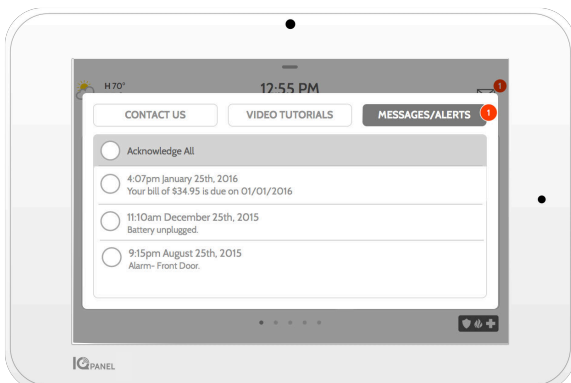 H 70°
12:55 PM
1
CONTACT US
VIDEO TUTORIALS
MESSAGES/ALERTS
1
Acknowledge All
4:07pm January 25th, 2016
Your bill of $34.95 is due on 01/01/2016
11:10am December 25th, 2015
Battery unplugged.
9:15pm August 25th, 2015
Alarm- Front Door.
IQ PANEL